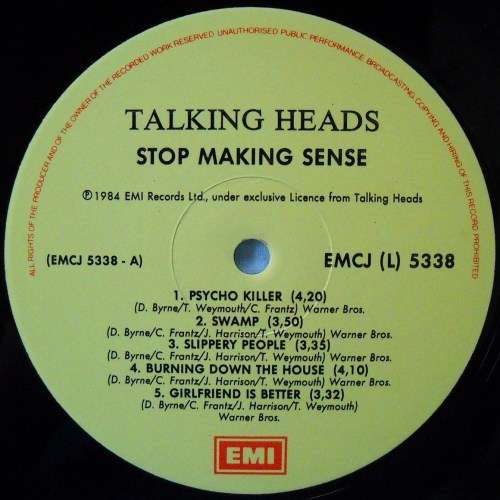 ALL RIGHTS OF THE PRODUCER AND OF THE OWNER OF THE RECORDED WORK RESERVED. UNAUTHORISED PUBLIC PERFORMANCE, BROADCASTING, COPYING AND HIRING OF THIS RECORD PROHIBITED
TALKING HEADS
STOP MAKING SENSE
℗ 1984 EMI Records Ltd., under exclusive Licence from Talking Heads
(EMCJ 5338 - A)
EMCJ (L) 5338
1. PSYCHO KILLER (4,20)
(D. Byrne/T. Weymouth/C. Frantz) Warner Bros.
2. SWAMP (3,50)
(D. Byrne/C. Frantz/J. Harrison/T. Weymouth) Warner Bros.
3. SLIPPERY PEOPLE (3,35)
(D. Byrne/C. Frantz/J. Harrison/T. Weymouth) Warner Bros.
4. BURNING DOWN THE HOUSE (4,10)
(D. Byrne/C. Frantz/J. Harrison/T. Weymouth) Warner Bros.
5. GIRLFRIEND IS BETTER (3,32)
(D. Byrne/C. Frantz/J. Harrison/T. Weymouth)
Warner Bros.
EMI